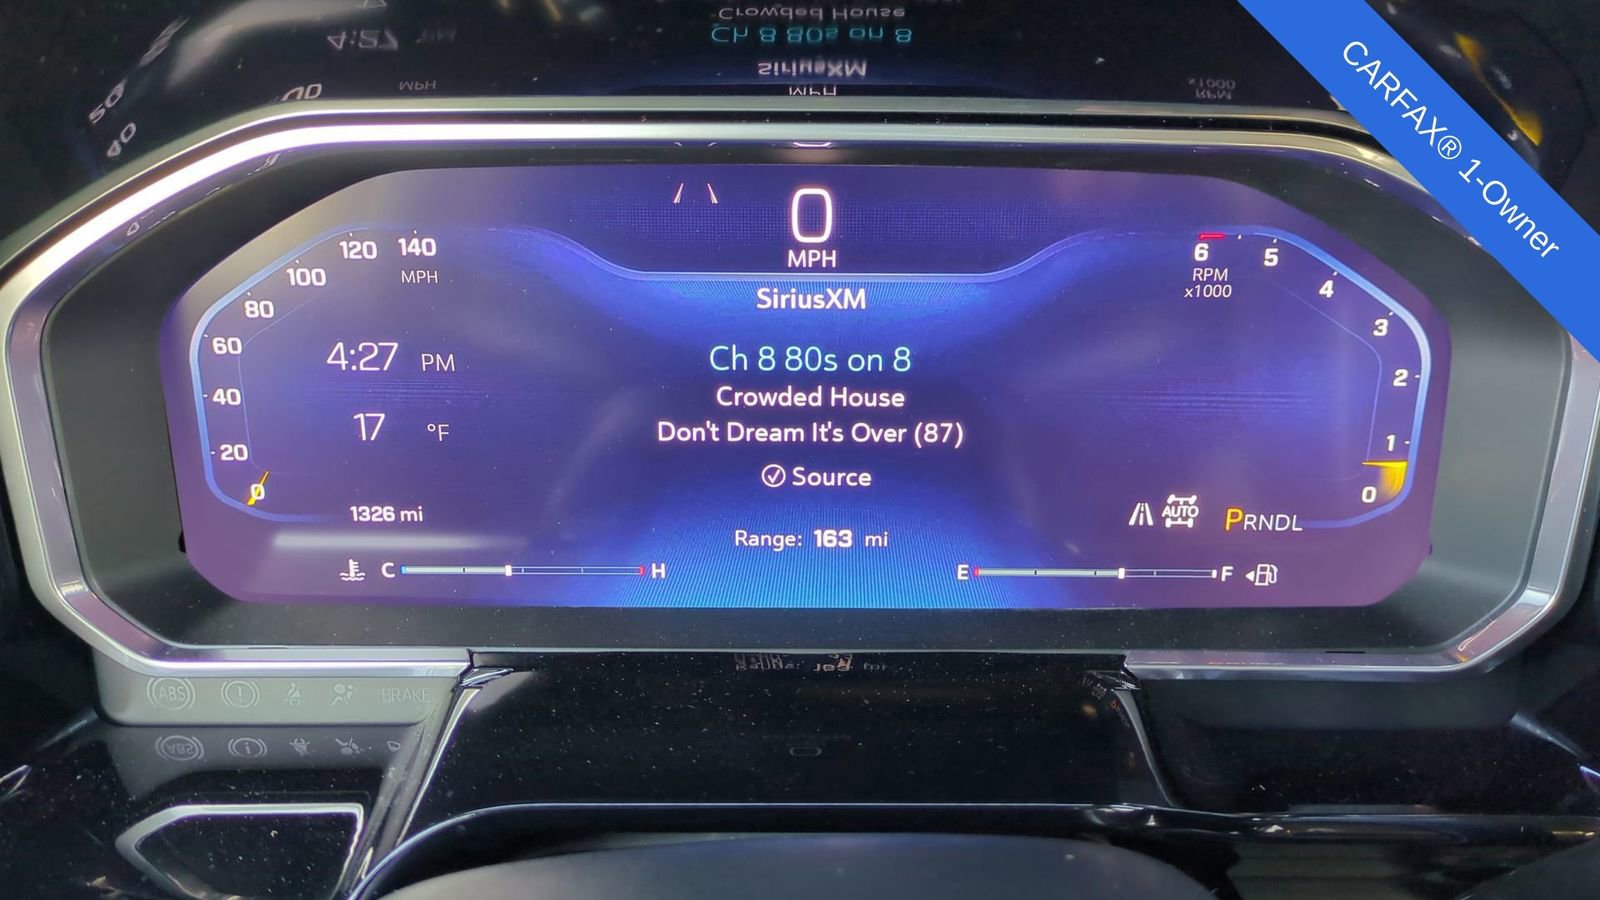 CARFAX® 1-Owner
0
MPH
120 140
MPH
100
80
60
40
20
0
6 5
RPM
x1000
4
3
2
1
0
SiriusXM
4:27 PM
Ch 8 80s on 8
Crowded House
17 °F
Don't Dream It's Over (87)
Source
1326 mi
AUTO
PRNDL
Range: 163 mi
C H
E F
ABS
BRAKE